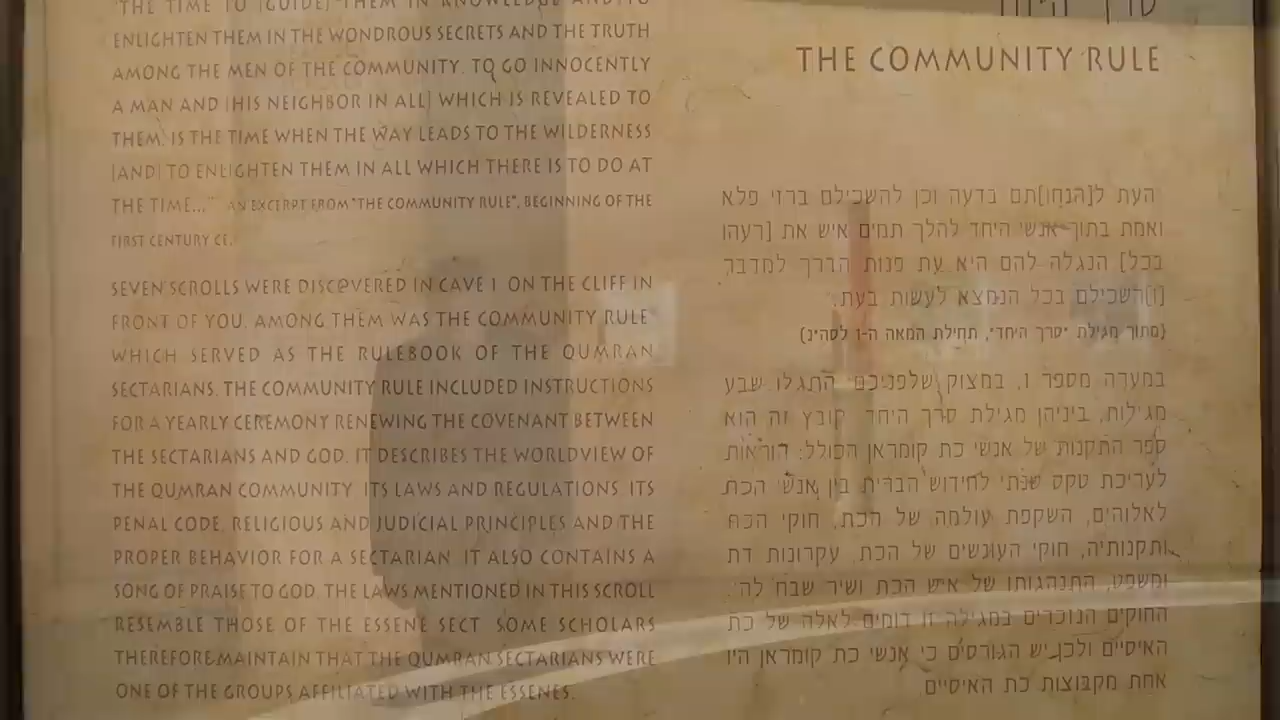 "THE TIME TO [GUIDE] THEM IN KNOWLEDGE AND TO
ENLIGHTEN THEM IN THE WONDROUS SECRETS AND THE TRUTH
AMONG THE MEN OF THE COMMUNITY. TO GO INNOCENTLY
A MAN AND [HIS NEIGHBOR IN ALL] WHICH IS REVEALED TO
THEM. IS THE TIME WHEN THE WAY LEADS TO THE WILDERNESS
[AND] TO ENLIGHTEN THEM IN ALL WHICH THERE IS TO DO AT
THE TIME..." AN EXCERPT FROM "THE COMMUNITY RULE", BEGINNING OF THE
FIRST CENTURY CE.
SEVEN SCROLLS WERE DISCOVERED IN CAVE 1 ON THE CLIFF IN
FRONT OF YOU. AMONG THEM WAS THE COMMUNITY RULE
WHICH SERVED AS THE RULEBOOK OF THE QUMRAN
SECTARIANS. THE COMMUNITY RULE INCLUDED INSTRUCTIONS
FOR A YEARLY CEREMONY RENEWING THE COVENANT BETWEEN
THE SECTARIANS AND GOD. IT DESCRIBES THE WORLDVIEW OF
THE QUMRAN COMMUNITY, ITS LAWS AND REGULATIONS, ITS
PENAL CODE, RELIGIOUS AND JUDICIAL PRINCIPLES AND THE
PROPER BEHAVIOR FOR A SECTARIAN. IT ALSO CONTAINS A
SONG OF PRAISE TO GOD. THE LAWS MENTIONED IN THIS SCROLL
RESEMBLE THOSE OF THE ESSENE SECT. SOME SCHOLARS
THEREFORE MAINTAIN THAT THE QUMRAN SECTARIANS WERE
ONE OF THE GROUPS AFFILIATED WITH THE ESSENES.
סרך היחד
THE COMMUNITY RULE
"העת ל[הנחו]תם בדעה וכן להשכילם ברזי פלא
ואמת בתוך אנשי היחד להלך תמים איש את [רעהו
בכל] הנגלה להם היא עת פנות הדרך למדבר
[ו]השכילם בכל הנמצא לעשות בעת."
(מתוך מגילת "סרך היחד", תחילת המאה ה-1 לסה"נ)
במערה מספר 1, במצוק שלפניכם התגלו שבע
מגילות, ביניהן מגילת סרך היחד. קובץ זה הוא
ספר התקנות של אנשי כת קומראן הכולל: הוראות
לעריכת טקס שנתי לחידוש הברית בין אנשי הכת
לאלוהים, השקפת עולמה של הכת, חוקי הכת
ותקנותיה, חוקי העונשים של הכת, עקרונות דת
ומשפט, התנהגותו של איש הכת ושיר שבח לה'.
החוקים הנזכרים במגילה זו דומים לאלה של כת
האיסיים ולכן יש הגורסים כי אנשי כת קומראן היו
אחת מקבוצות כת האיסיים.